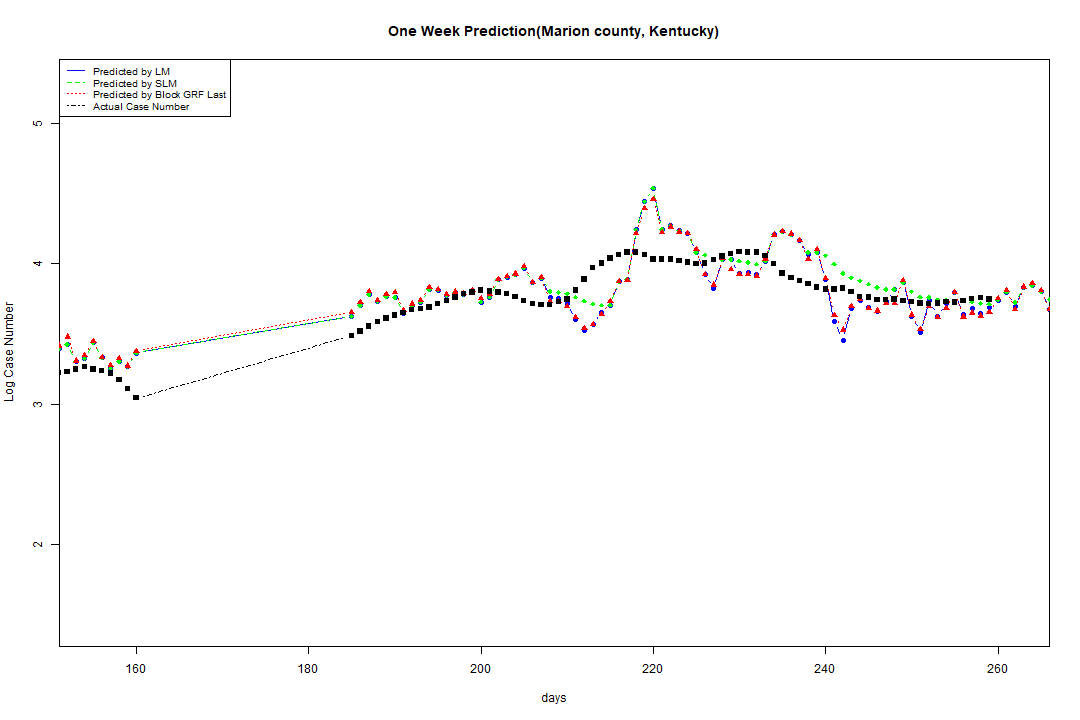 One Week Prediction(Marion county, Kentucky)
Predicted by LM
Predicted by SLM
Predicted by Block GRF Last
Actual Case Number
5
4
3
2
Log Case Number
160 180 200 220 240 260
days